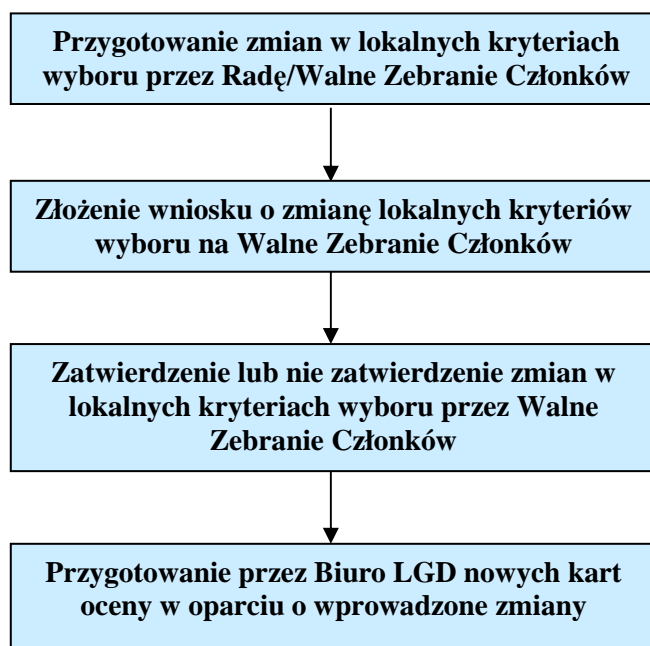 Przygotowanie zmian w lokalnych kryteriach
wyboru przez Radę/Walne Zebranie Członków
Złożenie wniosku o zmianę lokalnych kryteriów
wyboru na Walne Zebranie Członków
Zatwierdzenie lub nie zatwierdzenie zmian w
lokalnych kryteriach wyboru przez Walne
Zebranie Członków
Przygotowanie przez Biuro LGD nowych kart
oceny w oparciu o wprowadzone zmiany